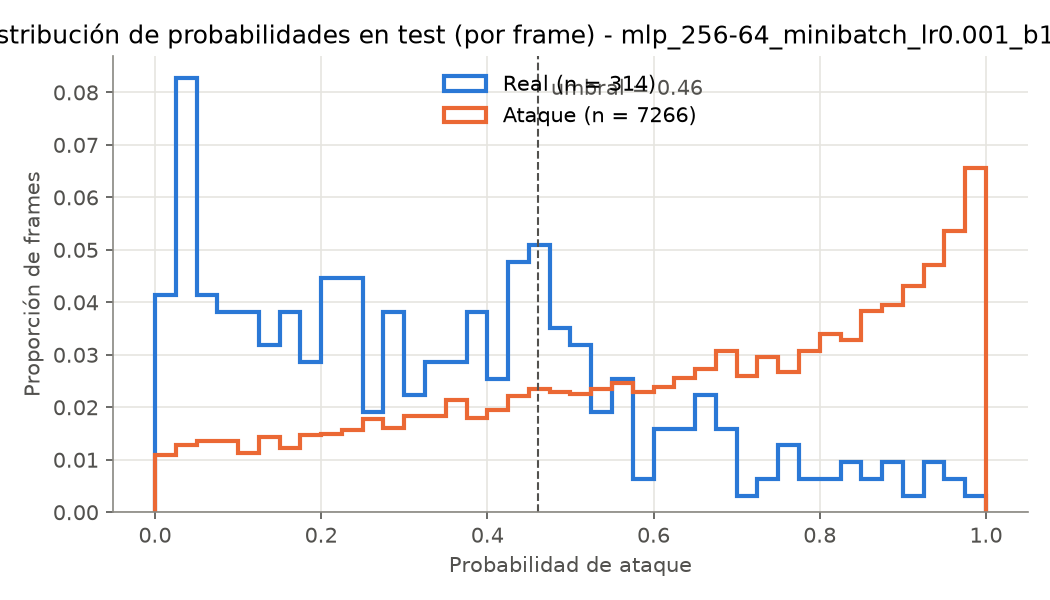 stribución de probabilidades en test (por frame) - mlp_256-64_minibatch_lr0.001_b1
Real (n = 314)
umbral = 0.46
Ataque (n = 7266)
Proporción de frames
0.08
0.07
0.06
0.05
0.04
0.03
0.02
0.01
0.00
0.0 0.2 0.4 0.6 0.8 1.0
Probabilidad de ataque